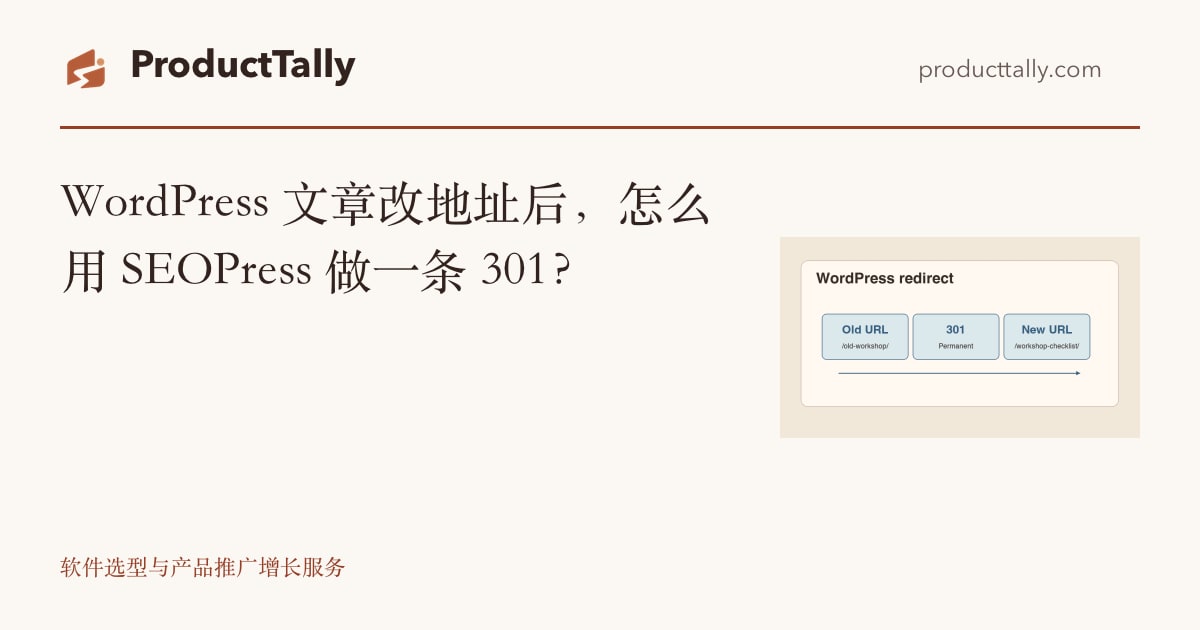 ProductTally
producttally.com
WordPress 文章改地址后，怎么
用 SEOPress 做一条 301？
WordPress redirect
Old URL
/old-workshop/
301
Permanent
New URL
/workshop-checklist/
软件选型与产品推广增长服务